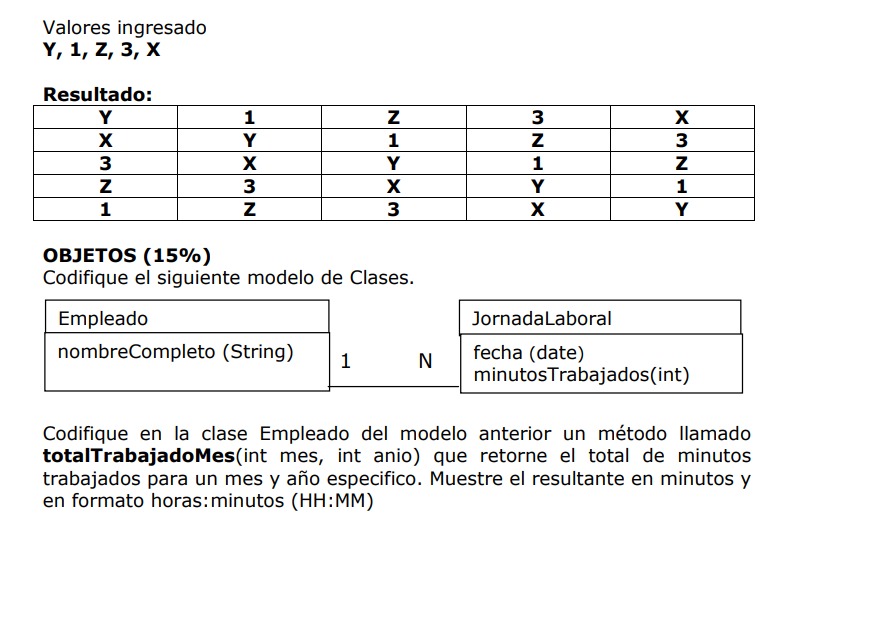 Valores ingresado
Y, 1, Z, 3, X
Resultado:
Y 1 Z 3 X
X Y 1 Z 3
3 X Y 1 Z
Z 3 X Y 1
1 Z 3 X Y
OBJETOS (15%)
Codifique el siguiente modelo de Clases.
Empleado
nombreCompleto (String)
1 N
JornadaLaboral
fecha (date)
minutosTrabajados(int)
Codifique en la clase Empleado del modelo anterior un método llamado
totalTrabajadoMes(int mes, int anio) que retorne el total de minutos
trabajados para un mes y año especifico. Muestre el resultante en minutos y
en formato horas:minutos (HH:MM)